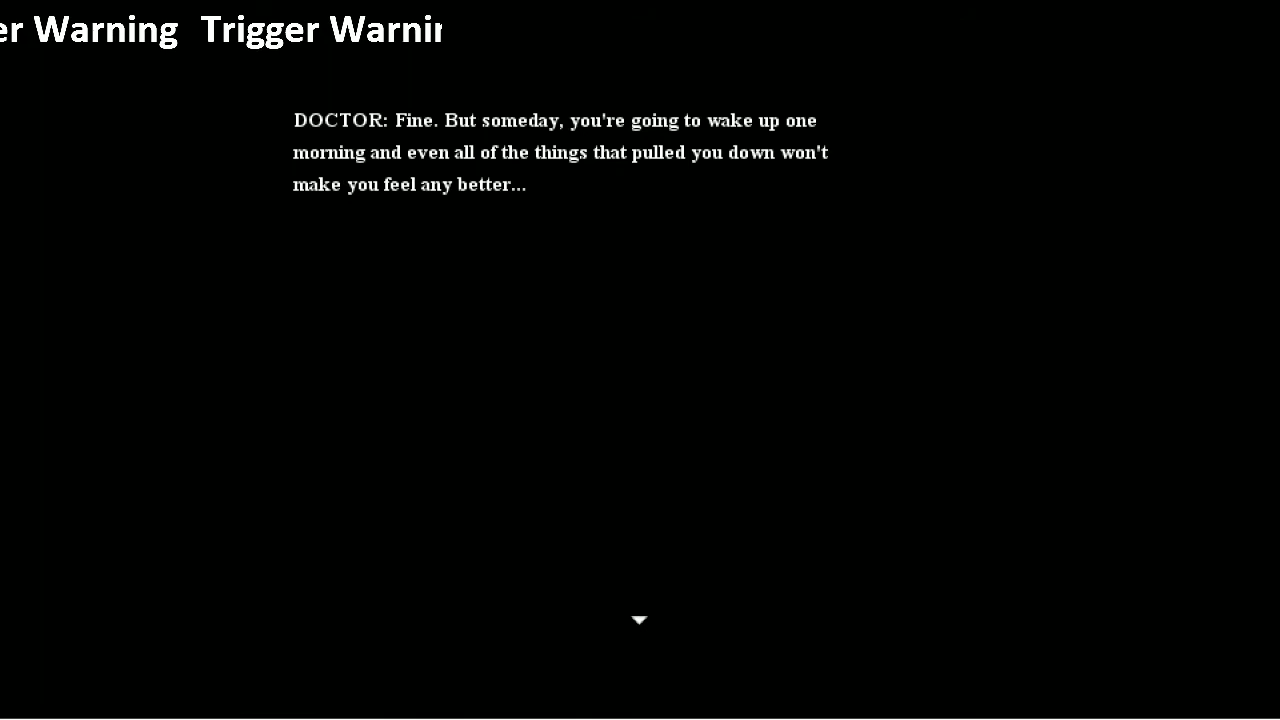 er Warning Trigger Warnin
DOCTOR: Fine. But someday, you're going to wake up one
morning and even all of the things that pulled you down won't
make you feel any better...